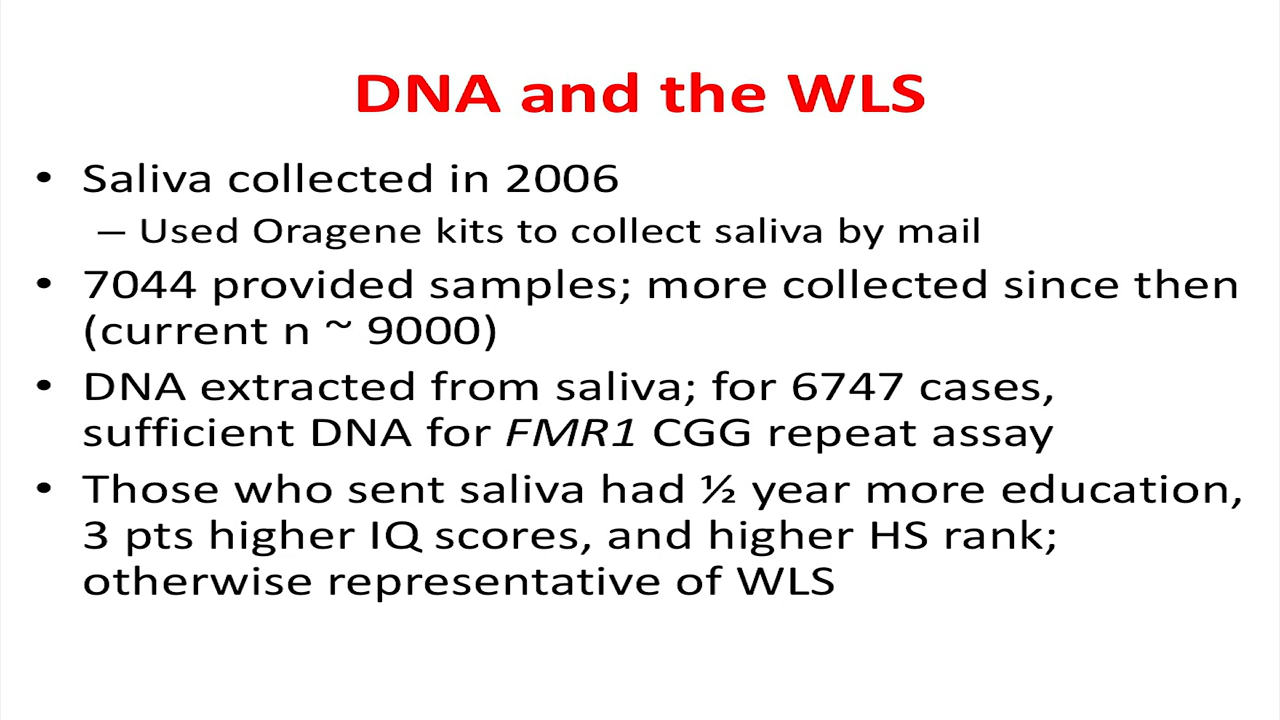 DNA and the WLS
• Saliva collected in 2006
– Used Oragene kits to collect saliva by mail
• 7044 provided samples; more collected since then
(current n ~ 9000)
• DNA extracted from saliva; for 6747 cases,
sufficient DNA for FMR1 CGG repeat assay
• Those who sent saliva had ½ year more education,
3 pts higher IQ scores, and higher HS rank;
otherwise representative of WLS